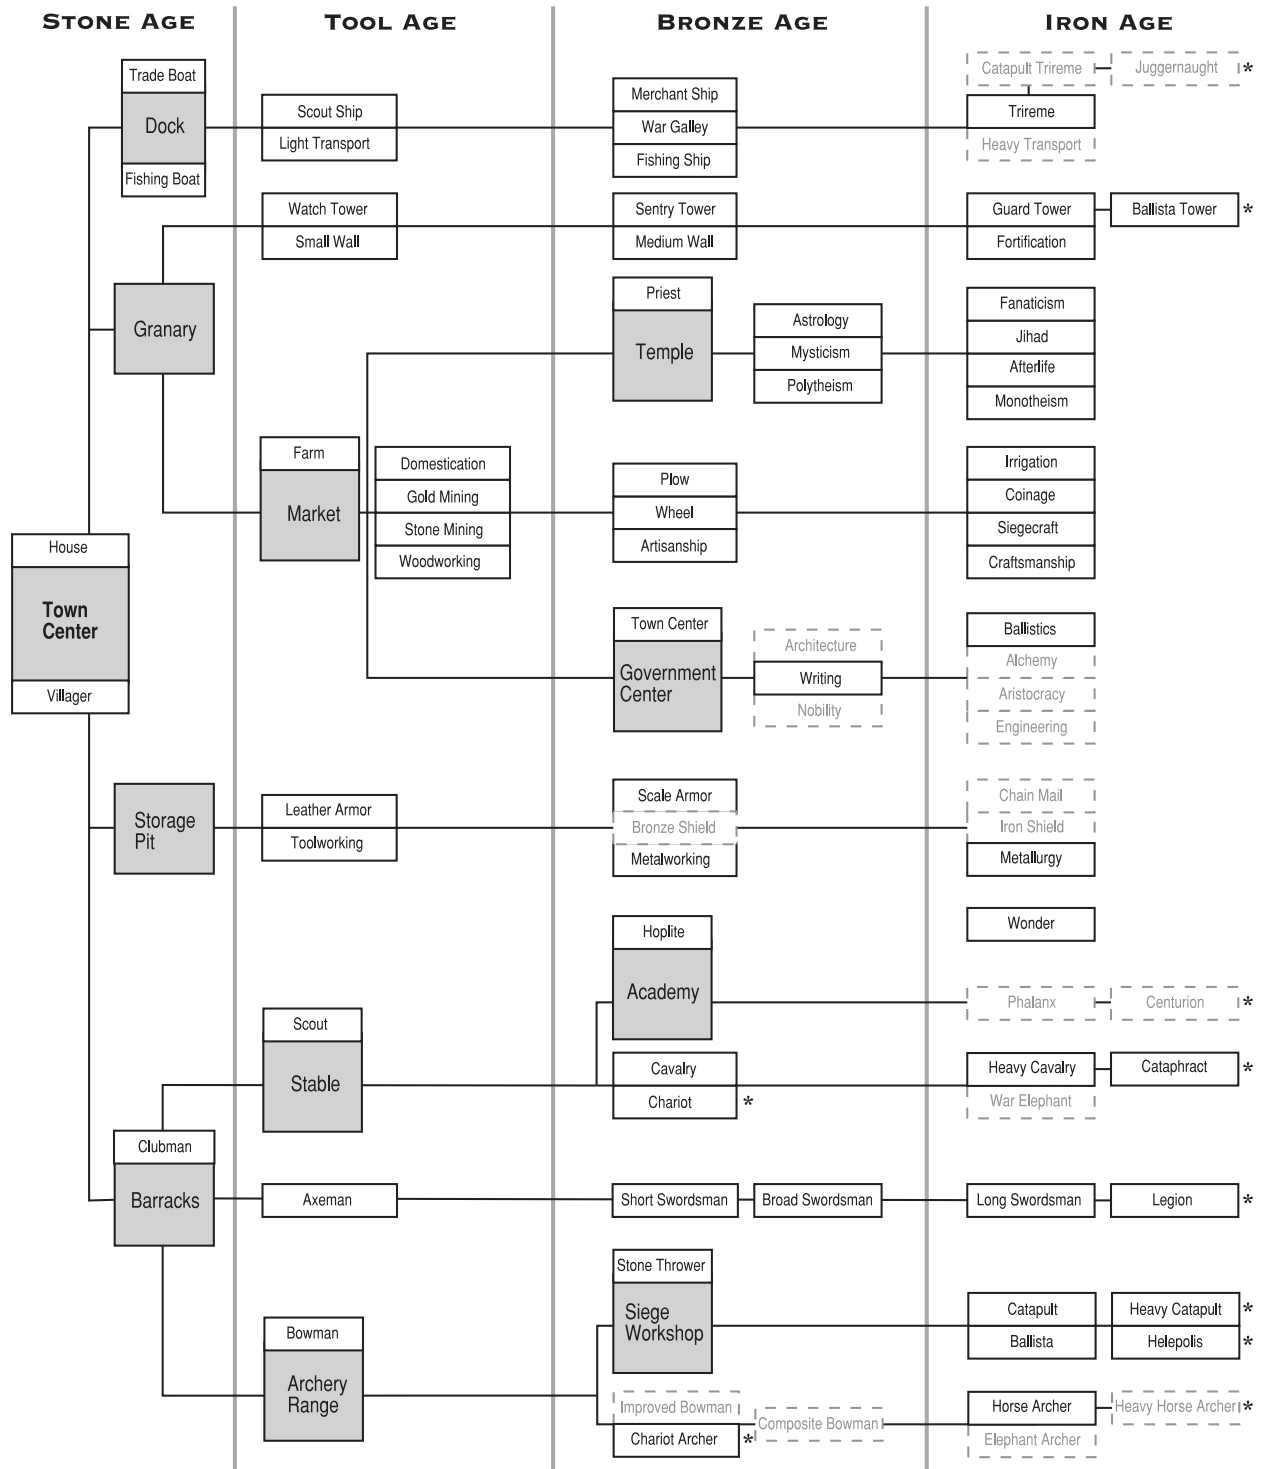 STONE AGE
TOOL AGE
BRONZE AGE
IRON AGE
Trade Boat
Dock
Fishing Boat
Scout Ship
Light Transport
Merchant Ship
War Galley
Fishing Ship
Catapult Trireme
Juggernaught *
Trireme
Heavy Transport
Granary
Watch Tower
Small Wall
Sentry Tower
Medium Wall
Guard Tower
Ballista Tower *
Fortification
Priest
Temple
Astrology
Mysticism
Polytheism
Fanaticism
Jihad
Afterlife
Monotheism
Farm
Market
Domestication
Gold Mining
Stone Mining
Woodworking
Plow
Wheel
Artisanship
Irrigation
Coinage
Siegecraft
Craftsmanship
House
Town
Center
Villager
Town Center
Government
Center
Architecture
Writing
Nobility
Ballistics
Alchemy
Aristocracy
Engineering
Storage
Pit
Leather Armor
Toolworking
Scale Armor
Bronze Shield
Metalworking
Chain Mail
Iron Shield
Metallurgy
Wonder
Hoplite
Academy
Phalanx
Centurion *
Scout
Stable
Cavalry
Chariot *
Heavy Cavalry
Cataphract *
War Elephant
Clubman
Barracks
Axeman
Short Swordsman
Broad Swordsman
Long Swordsman
Legion *
Stone Thrower
Siege
Workshop
Catapult
Heavy Catapult *
Ballista
Helepolis *
Bowman
Archery
Range
Improved Bowman
Chariot Archer *
Composite Bowman
Horse Archer
Heavy Horse Archer *
Elephant Archer